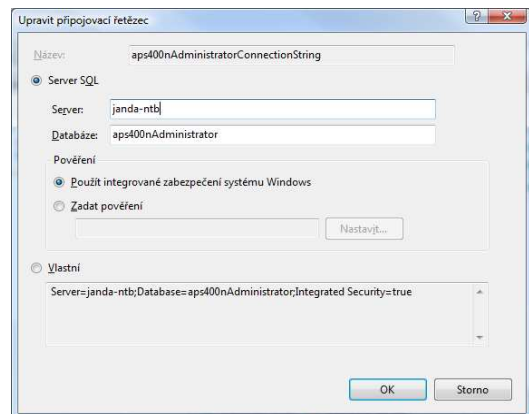 Upravit připojovací řetězec
Název: aps400nAdministratorConnectionString
Server SQL
Server: janda-ntb
Databáze: aps400nAdministrator
Pověření
Použít integrované zabezpečení systému Windows
Zadat pověření
Nastavit...
Vlastní
Server=janda-ntb;Database=aps400nAdministrator;Integrated Security=true
OK Storno